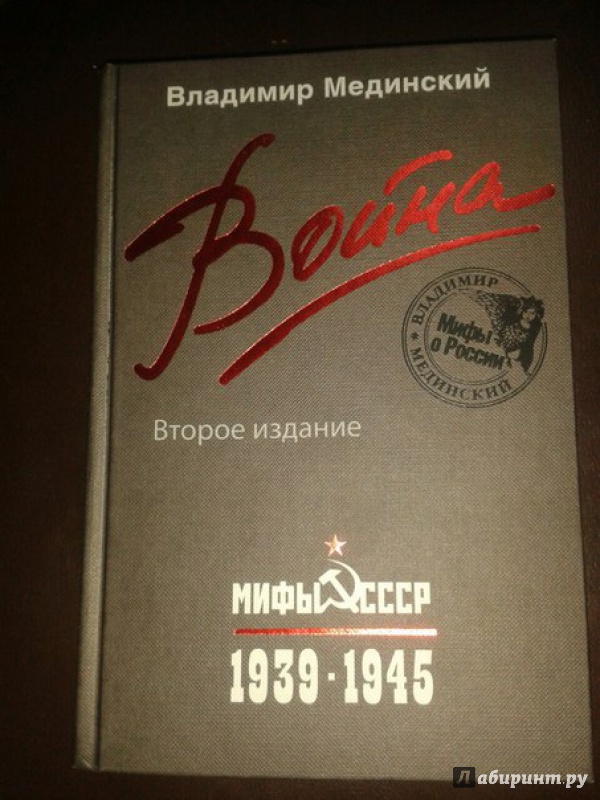 Владимир Мединский
Война
ВЛАДИМИР
Мифы
о России
МЕДИНСКИЙ
Второе издание
МИФЫ СССР
1939-1945
Лабиринт.ру